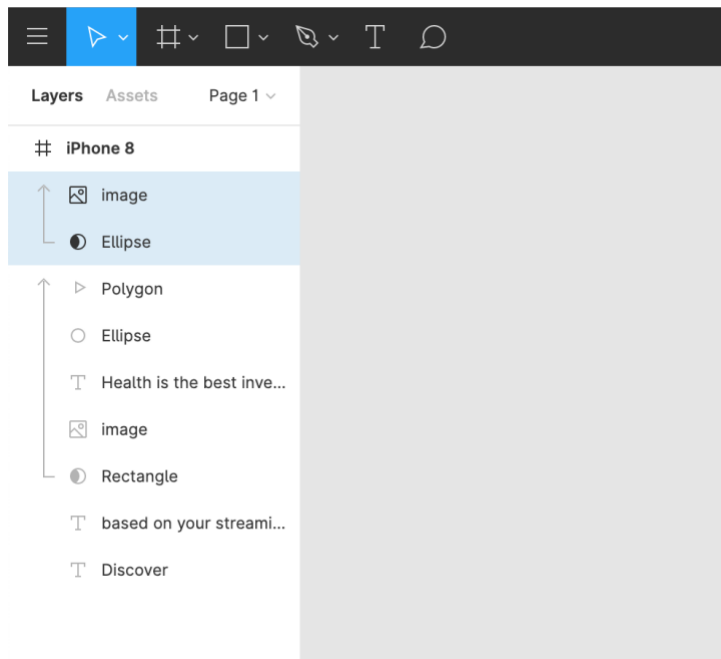 Layers Assets Page 1
iPhone 8
image
Ellipse
Polygon
Ellipse
Health is the best inve...
image
Rectangle
based on your streami...
Discover